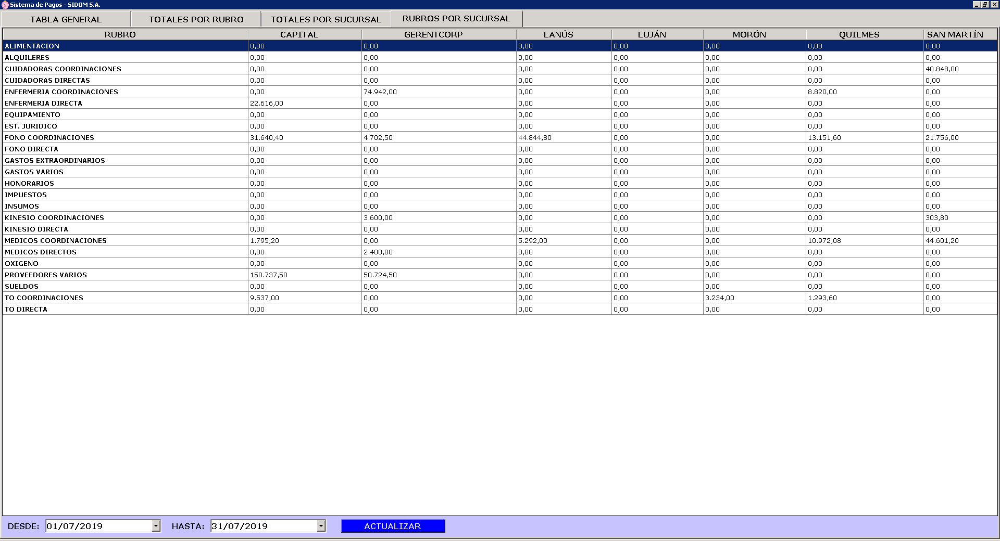 Sistema de Pagos - SIDOM S.A.
TABLA GENERAL TOTALES POR RUBRO TOTALES POR SUCURSAL RUBROS POR SUCURSAL
RUBRO CAPITAL GERENTCORP LANÚS LUJÁN MORÓN QUILMES SAN MARTÍN
ALIMENTACION 0,00 0,00 0,00 0,00 0,00 0,00 0,00
ALQUILERES 0,00 0,00 0,00 0,00 0,00 0,00 0,00
CUIDADORAS COORDINACIONES 0,00 0,00 0,00 0,00 0,00 0,00 40.848,00
CUIDADORAS DIRECTAS 0,00 0,00 0,00 0,00 0,00 0,00 0,00
ENFERMERIA COORDINACIONES 0,00 74.942,00 0,00 0,00 0,00 8.820,00 0,00
ENFERMERIA DIRECTA 22.616,00 0,00 0,00 0,00 0,00 0,00 0,00
EQUIPAMIENTO 0,00 0,00 0,00 0,00 0,00 0,00 0,00
EST. JURIDICO 0,00 0,00 0,00 0,00 0,00 0,00 0,00
FONO COORDINACIONES 31.640,40 4.702,50 44.844,80 0,00 0,00 13.151,60 21.756,00
FONO DIRECTA 0,00 0,00 0,00 0,00 0,00 0,00 0,00
GASTOS EXTRAORDINARIOS 0,00 0,00 0,00 0,00 0,00 0,00 0,00
GASTOS VARIOS 0,00 0,00 0,00 0,00 0,00 0,00 0,00
HONORARIOS 0,00 0,00 0,00 0,00 0,00 0,00 0,00
IMPUESTOS 0,00 0,00 0,00 0,00 0,00 0,00 0,00
INSUMOS 0,00 0,00 0,00 0,00 0,00 0,00 0,00
KINESIO COORDINACIONES 0,00 3.600,00 0,00 0,00 0,00 0,00 303,80
KINESIO DIRECTA 0,00 0,00 0,00 0,00 0,00 0,00 0,00
MEDICOS COORDINACIONES 1.795,20 0,00 5.292,00 0,00 0,00 10.972,08 44.601,20
MEDICOS DIRECTOS 0,00 2.400,00 0,00 0,00 0,00 0,00 0,00
OXIGENO 0,00 0,00 0,00 0,00 0,00 0,00 0,00
PROVEEDORES VARIOS 150.737,50 50.724,50 0,00 0,00 0,00 0,00 0,00
SUELDOS 0,00 0,00 0,00 0,00 0,00 0,00 0,00
TO COORDINACIONES 9.537,00 0,00 0,00 0,00 3.234,00 1.293,60 0,00
TO DIRECTA 0,00 0,00 0,00 0,00 0,00 0,00 0,00
DESDE: 01/07/2019 HASTA: 31/07/2019 ACTUALIZAR